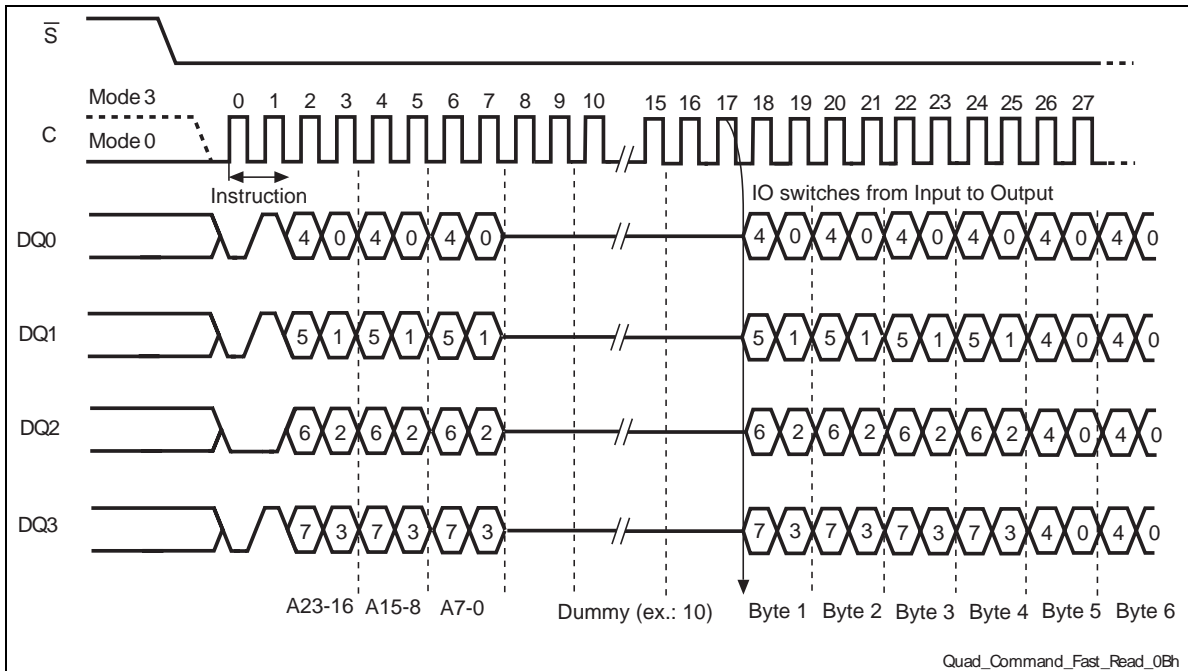 S
Mode 3
C
Mode 0
0 1 2 3 4 5 6 7 8 9 10 15 16 17 18 19 20 21 22 23 24 25 26 27
Instruction
IO switches from Input to Output
DQ0 4 0 4 0 4 0 4 0 4 0 4 0 4 0 4 0 4 0
DQ1 5 1 5 1 5 1 5 1 5 1 5 1 5 1 4 0 4 0
DQ2 6 2 6 2 6 2 6 2 6 2 6 2 6 2 4 0 4 0
DQ3 7 3 7 3 7 3 7 3 7 3 7 3 7 3 4 0 4 0
A23-16 A15-8 A7-0 Dummy (ex.: 10) Byte 1 Byte 2 Byte 3 Byte 4 Byte 5 Byte 6
Quad_Command_Fast_Read_0Bh